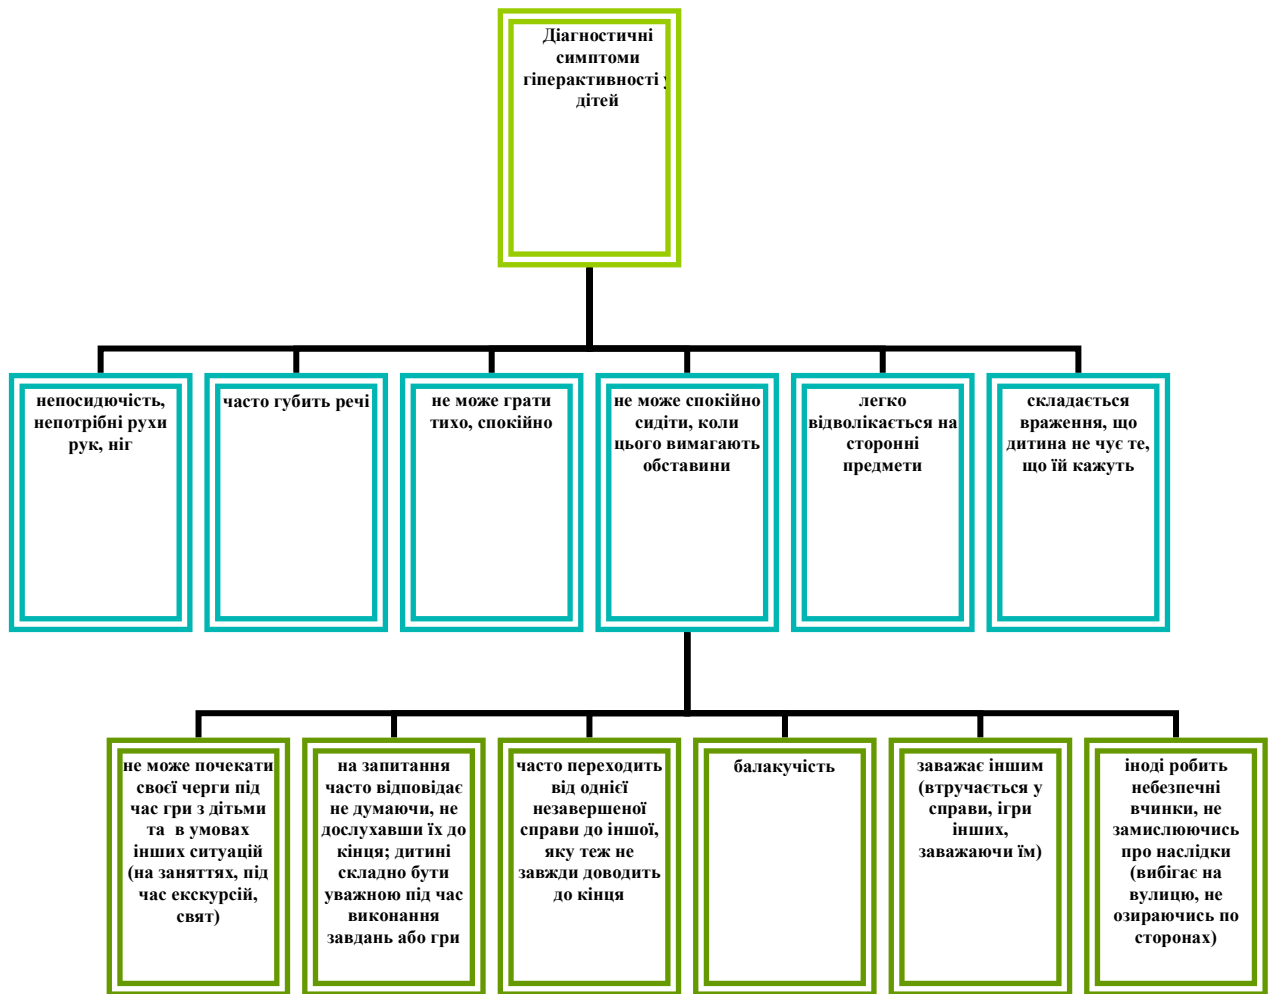 Діагностичні
симптоми
гіперактивності у
дітей
непосидючість,
непотрібні рухи
рук, ніг
часто губить речі
не може грати
тихо, спокійно
не може спокійно
сидіти, коли
цього вимагають
обставини
легко
відволікається на
сторонні
предмети
складається
враження, що
дитина не чує те,
що їй кажуть
не може почекати
своєї черги під
час гри з дітьми
та в умовах
інших ситуацій
(на заняттях, під
час екскурсій,
свят)
на запитання
часто відповідає
не думаючи, не
дослухавши їх до
кінця; дитині
складно бути
уважною під час
виконання
завдань або гри
часто переходить
від однієї
незавершеної
справи до іншої,
яку теж не
завжди доводить
до кінця
балакучість
заважає іншим
(втручається у
справи, ігри
інших,
заважаючи їм)
іноді робить
небезпечні
вчинки, не
замислюючись
про наслідки
(вибігає на
вулицю, не
озираючись по
сторонах)